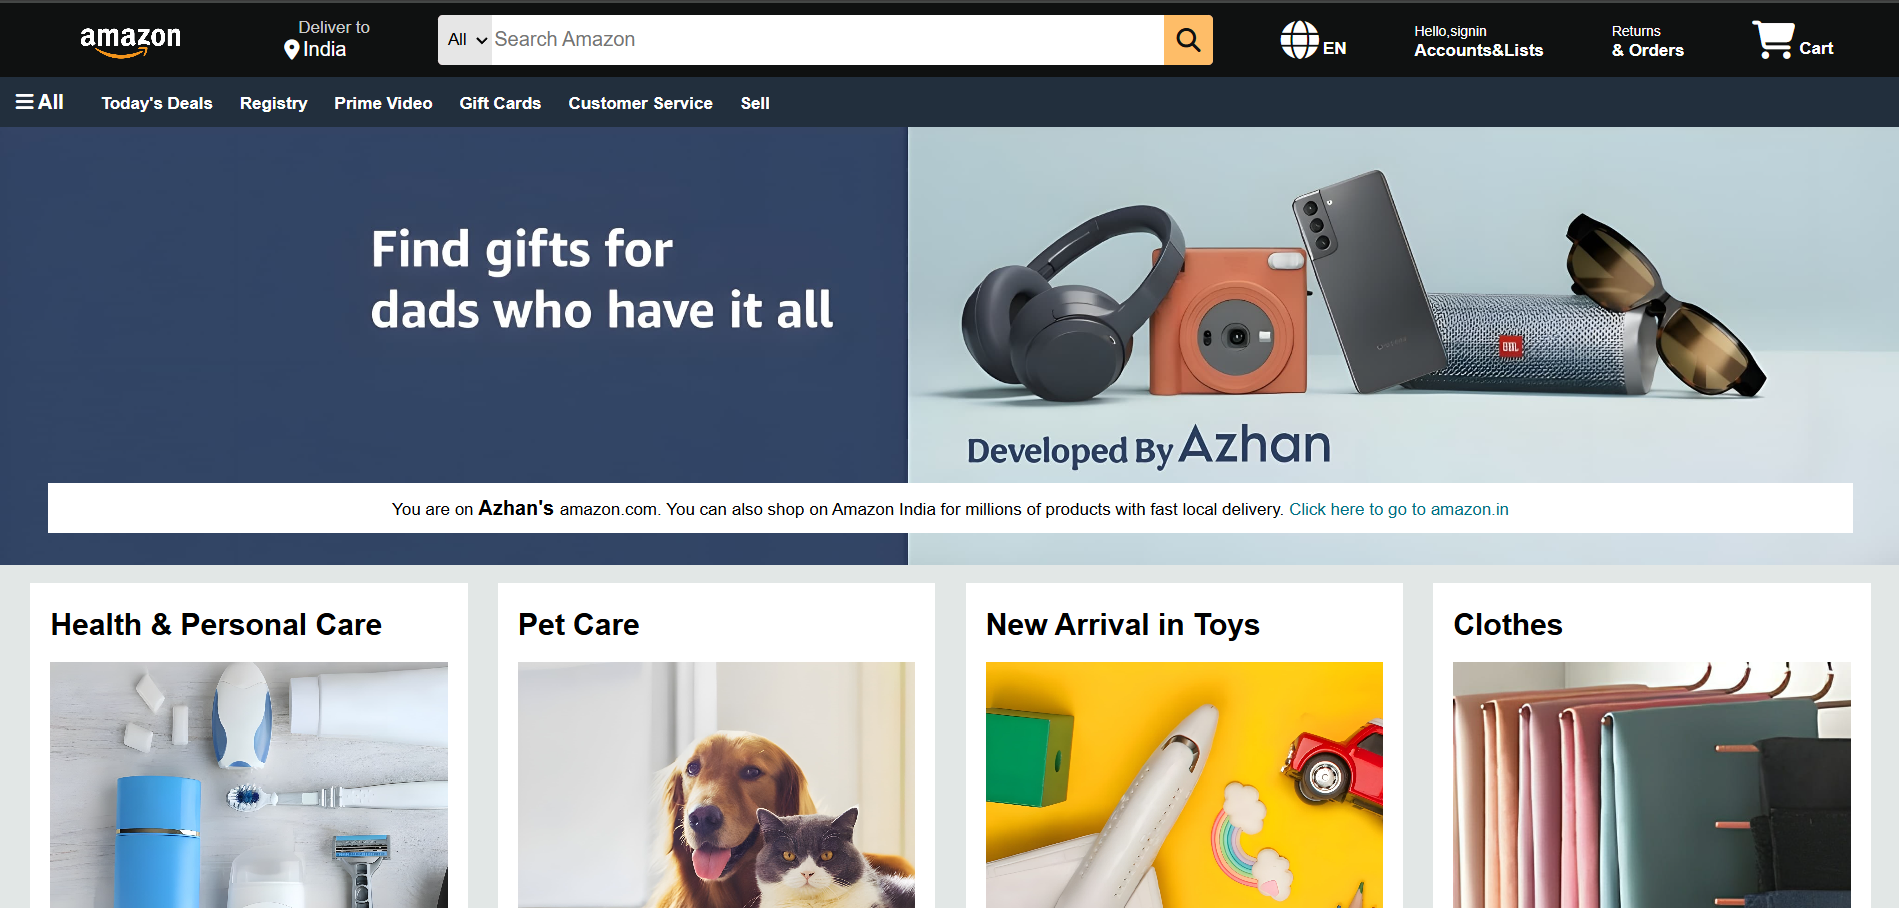 amazon
Deliver to
India
All
Search Amazon
EN
Hello,signin
Accounts&Lists
Returns
& Orders
Cart
All
Today's Deals
Registry
Prime Video
Gift Cards
Customer Service
Sell
Find gifts for
dads who have it all
JBL
Developed By Azhan
You are on Azhan's amazon.com. You can also shop on Amazon India for millions of products with fast local delivery. Click here to go to amazon.in
Health & Personal Care
Pet Care
New Arrival in Toys
Clothes